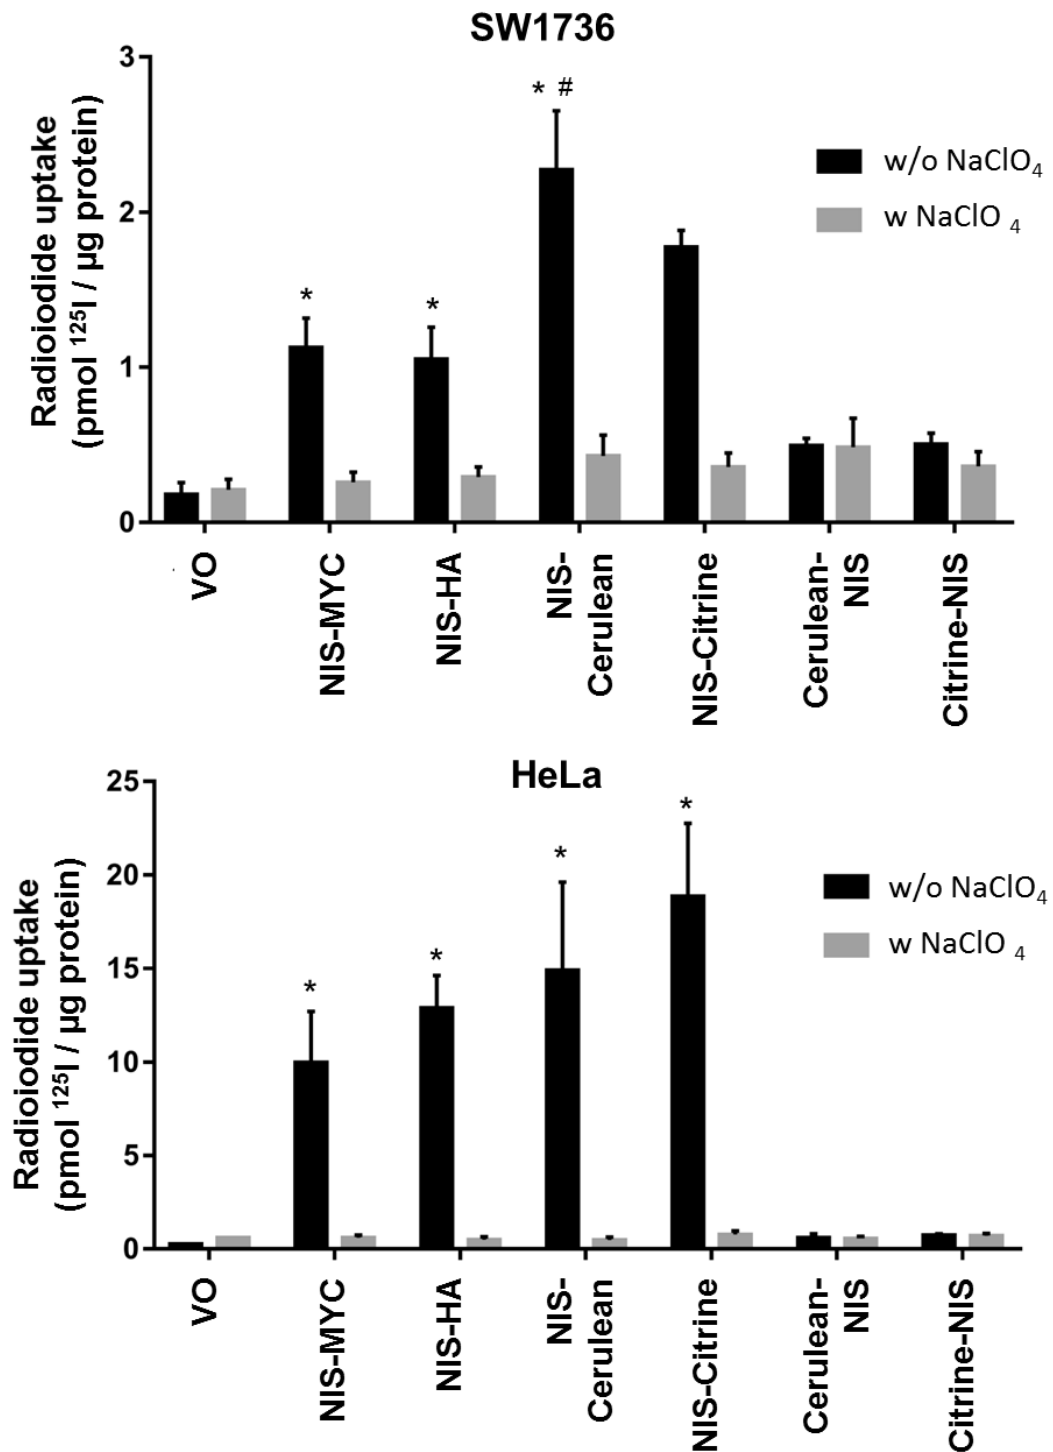 SW1736
Radioiodide uptake
(pmol ¹²⁵I / µg protein)
3
2
1
0
*
*
* #
w/o NaClO₄
w NaClO ₄
VO
NIS-MYC
NIS-HA
NIS-
Cerulean
NIS-Citrine
Cerulean-
NIS
Citrine-NIS
HeLa
Radioiodide uptake
(pmol ¹²⁵I / µg protein)
25
20
15
10
5
0
*
*
*
*
w/o NaClO₄
w NaClO ₄
VO
NIS-MYC
NIS-HA
NIS-
Cerulean
NIS-Citrine
Cerulean-
NIS
Citrine-NIS